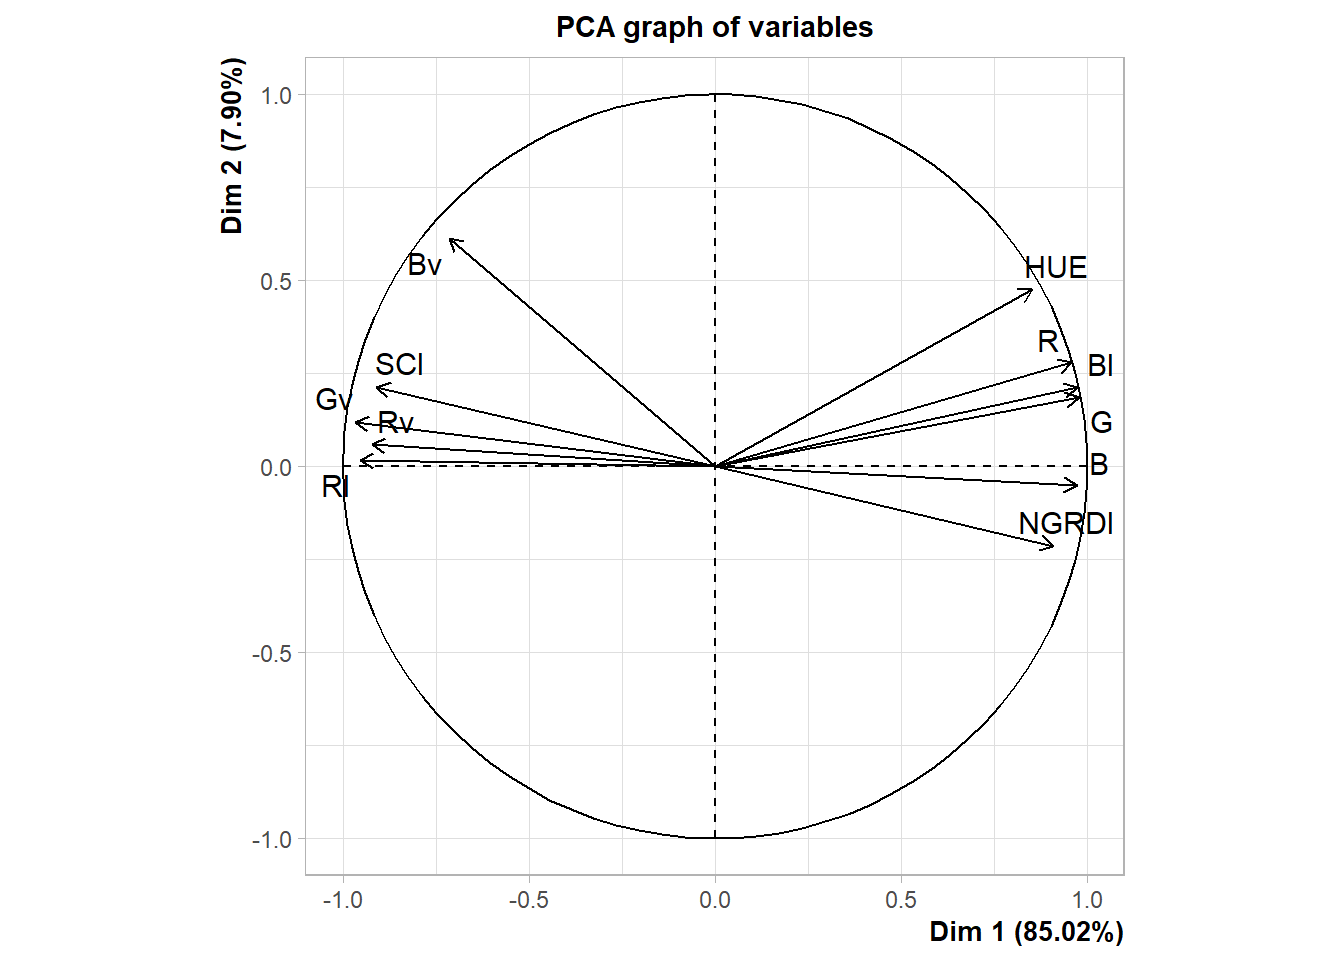 PCA graph of variables
Dim 2 (7.90%)
1.0
0.5
0.0
-0.5
-1.0
Bv
HUE
R
SCI
BI
Gv
Rv
G
RI
B
NGRDI
-1.0
-0.5
0.0
0.5
1.0
Dim 1 (85.02%)